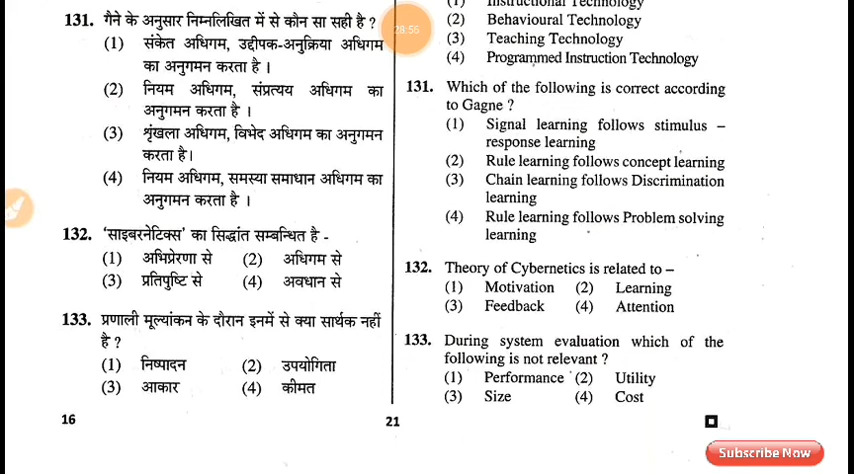 131. गैने के अनुसार निम्नलिखित में से कौन सा सही है ?
(1) संकेत अधिगम, उद्दीपक-अनुक्रिया अधिगम
का अनुगमन करता है ।
(2) नियम अधिगम, संप्रत्यय अधिगम का
अनुगमन करता है ।
(3) शृंखला अधिगम, विभेद अधिगम का अनुगमन
करता है।
(4) नियम अधिगम, समस्या समाधान अधिगम का
अनुगमन करता है ।
132. ‘साइबरनेटिक्स’ का सिद्धांत सम्बन्धित है -
(1) अभिप्रेरणा से (2) अधिगम से
(3) प्रतिपुष्टि से (4) अवधान से
133. प्रणाली मूल्यांकन के दौरान इनमें से क्या सार्थक नहीं
है ?
(1) निष्पादन (2) उपयोगिता
(3) आकार (4) कीमत
16
28:56
(1) Instructional Technology
(2) Behavioural Technology
(3) Teaching Technology
(4) Programmed Instruction Technology
131. Which of the following is correct according
to Gagne ?
(1) Signal learning follows stimulus –
response learning
(2) Rule learning follows concept learning
(3) Chain learning follows Discrimination
learning
(4) Rule learning follows Problem solving
learning
132. Theory of Cybernetics is related to –
(1) Motivation (2) Learning
(3) Feedback (4) Attention
133. During system evaluation which of the
following is not relevant ?
(1) Performance (2) Utility
(3) Size (4) Cost
21
Subscribe Now